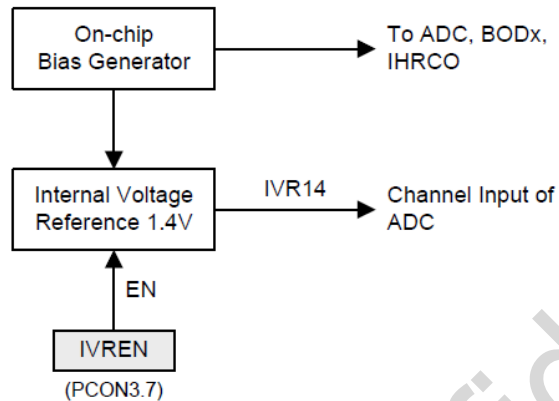 On-chip
Bias Generator
To ADC, BODx,
IHRCO
Internal Voltage
Reference 1.4V
IVR14
Channel Input of
ADC
EN
IVREN
(PCON3.7)
fid